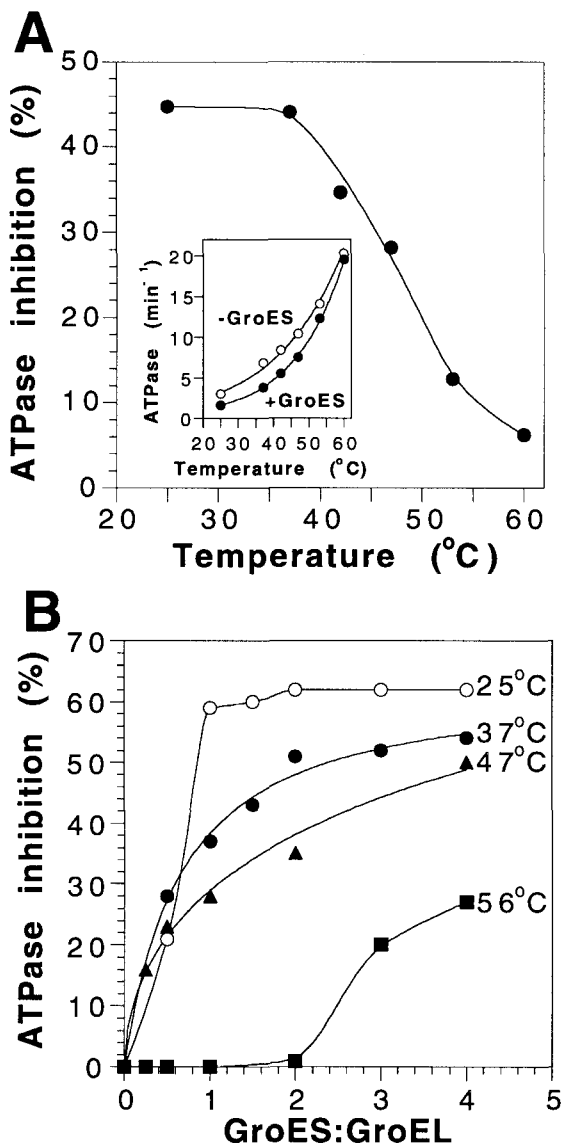 A
ATPase inhibition (%)
50
40
30
20
10
0
20 30 40 50 60
Temperature (°C)
ATPase (min⁻¹)
20
15
10
5
0
-GroES
+GroES
20 30 40 50 60
Temperature (°C)
B
ATPase inhibition (%)
70
60
50
40
30
20
10
0
25°C
37°C
47°C
56°C
0 1 2 3 4 5
GroES:GroEL